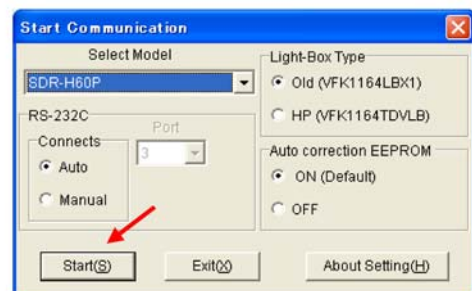 Start Communication
Select Model
SDR-H60P
RS-232C
Connects
Auto
Manual
Port
3
Light-Box Type
Old (VFK1164LBX1)
HP (VFK1164TDVLB)
Auto correction EEPROM
ON (Default)
OFF
Start(S)
Exit(X)
About Setting(H)